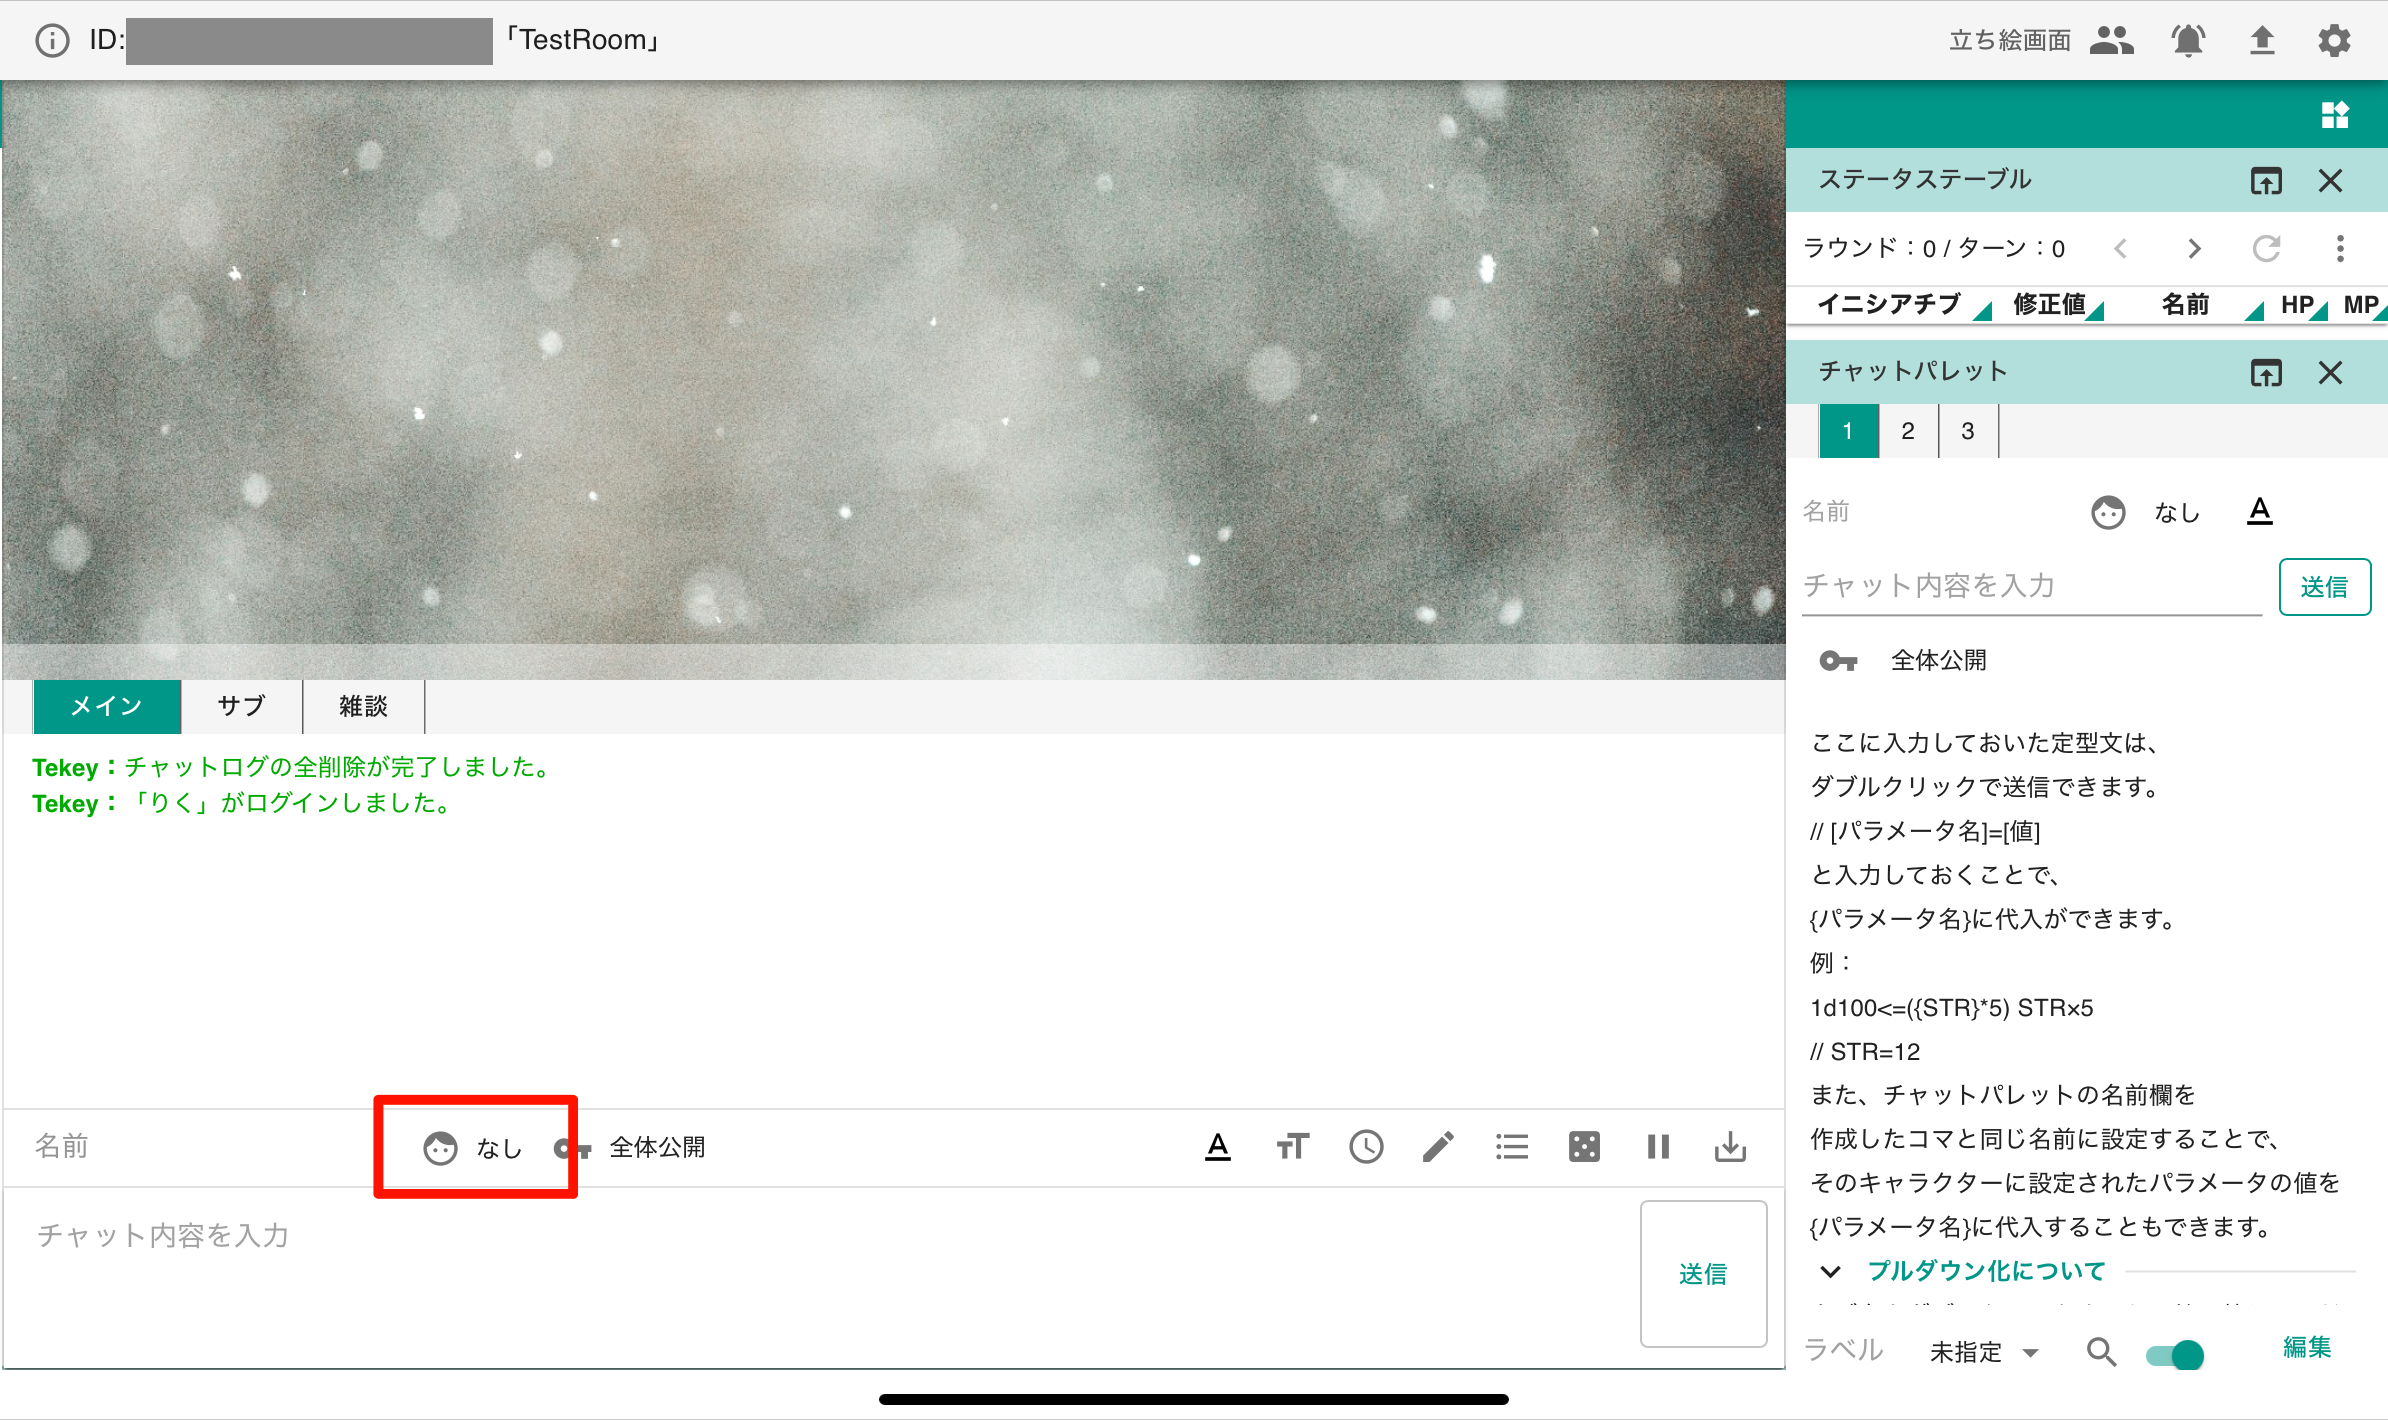 ID: 「TestRoom」
立ち絵画面
メイン
サブ
雑談
Tekey：チャットログの全削除が完了しました。
Tekey：「りく」がログインしました。
名前
なし
全体公開
チャット内容を入力
送信
ステータステーブル
ラウンド：0 / ターン：0
イニシアチブ 修正値 名前 HP MP
チャットパレット
1 2 3
名前 なし
チャット内容を入力
送信
全体公開
ここに入力しておいた定型文は、
ダブルクリックで送信できます。
// [パラメータ名]=[値]
と入力しておくことで、
{パラメータ名}に代入ができます。
例：
1d100<=({STR}*5) STR×5
// STR=12
また、チャットパレットの名前欄を
作成したコマと同じ名前に設定することで、
そのキャラクターに設定されたパラメータの値を
{パラメータ名}に代入することもできます。
プルダウン化について
ラベル 未指定 編集